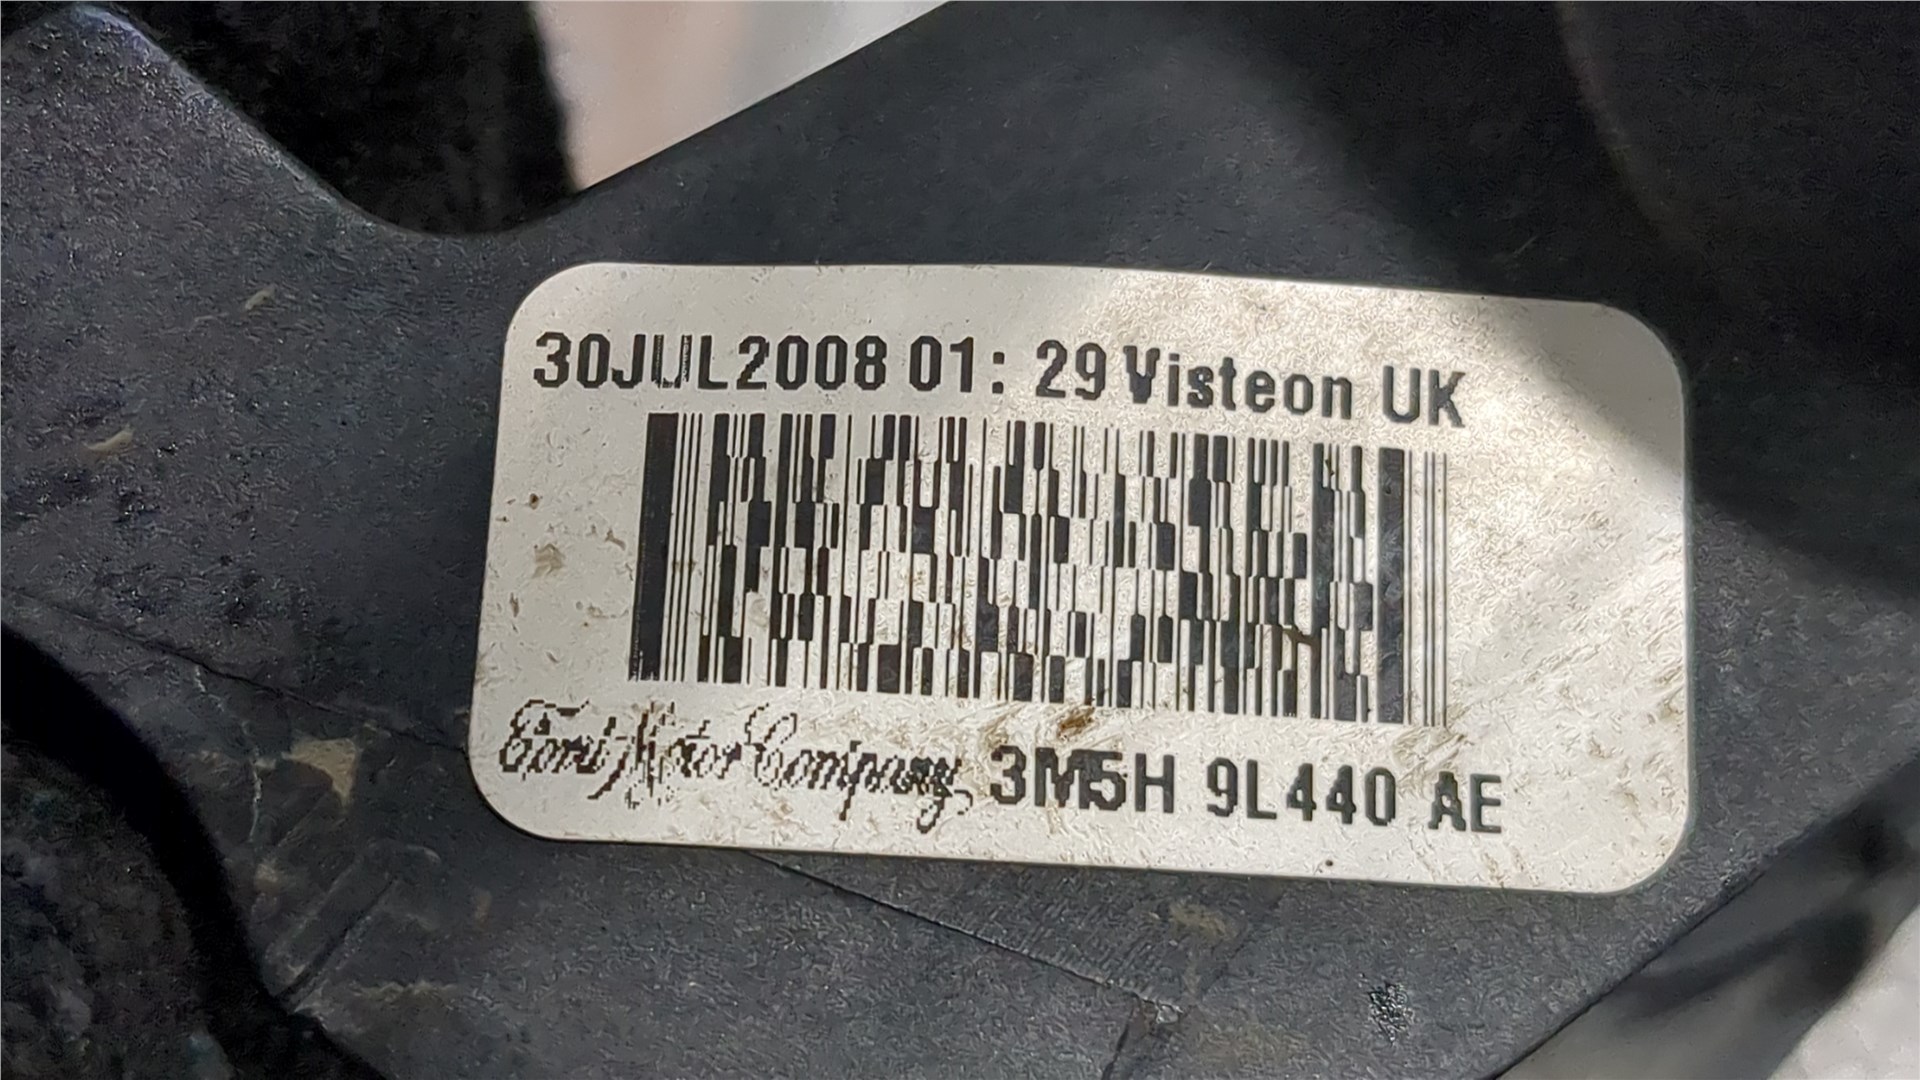 30JUL2008 01: 29 Visteon UK
Ford Motor Company 3M5H 9L440 AE